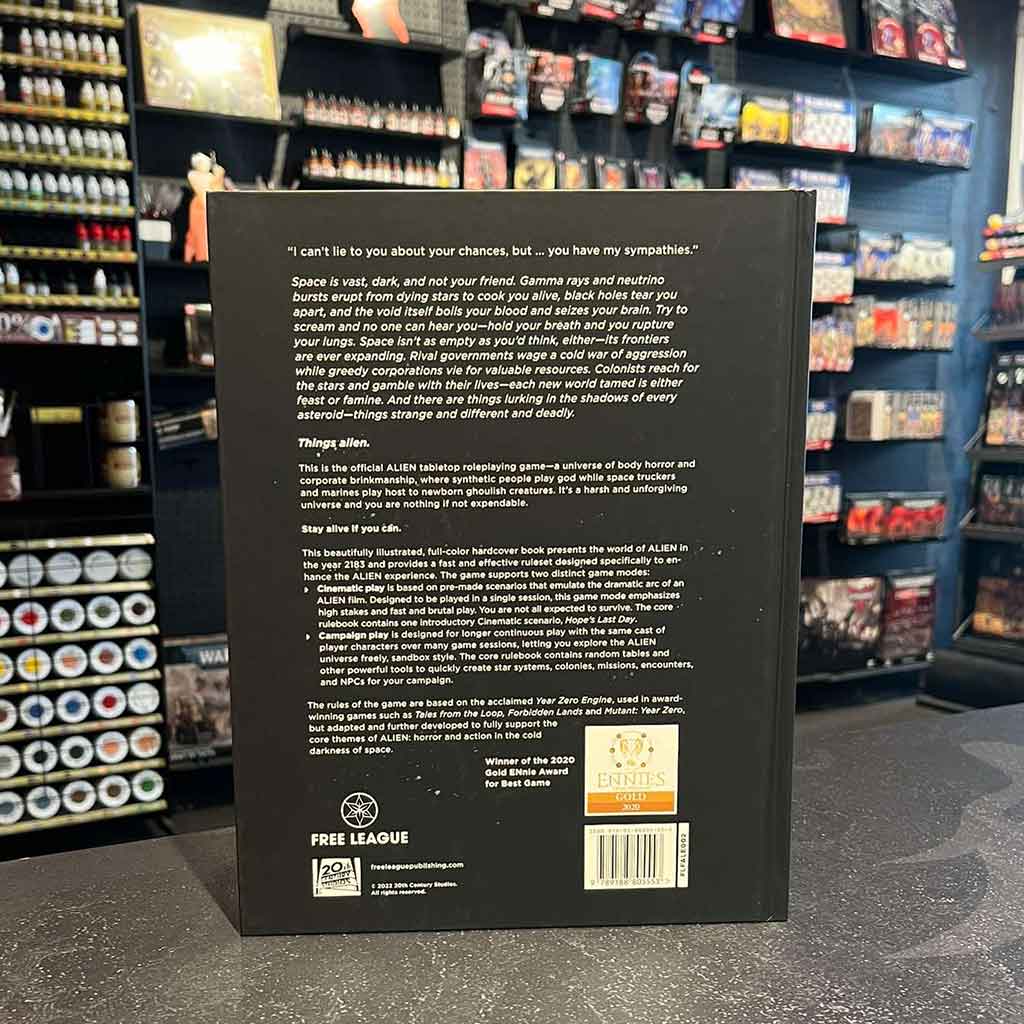 "I can't lie to you about your chances, but ... you have my sympathies."
Space is vast, dark, and not your friend. Gamma rays and neutrino
bursts erupt from dying stars to cook you alive, black holes tear you
apart, and the void itself boils your blood and seizes your brain. Try to
scream and no one can hear you—hold your breath and you rupture
your lungs. Space isn't as empty as you'd think, either—its frontiers
are ever expanding. Rival governments wage a cold war of aggression
while greedy corporations vie for valuable resources. Colonists reach for
the stars and gamble with their lives—each new world tamed is either
feast or famine. And there are things lurking in the shadows of every
asteroid—things strange and different and deadly.
Things alien.
This is the official ALIEN tabletop roleplaying game—a universe of body horror and
corporate brinkmanship, where synthetic people play god while space truckers
and marines play host to newborn ghoulish creatures. It's a harsh and unforgiving
universe and you are nothing if not expendable.
Stay alive if you can.
This beautifully illustrated, full-color hardcover book presents the world of ALIEN in
the year 2183 and provides a fast and effective ruleset designed specifically to en-
hance the ALIEN experience. The game supports two distinct game modes:
Cinematic play is based on pre-made scenarios that emulate the dramatic arc of an
ALIEN film. Designed to be played in a single session, this game mode emphasizes
high stakes and fast and brutal play. You are not all expected to survive. The core
rulebook contains one introductory Cinematic scenario, Hope's Last Day.
Campaign play is designed for longer continuous play with the same cast of
player characters over many game sessions, letting you explore the ALIEN
universe freely, sandbox style. The core rulebook contains random tables and
other powerful tools to quickly create star systems, colonies, missions, encounters,
and NPCs for your campaign.
The rules of the game are based on the acclaimed Year Zero Engine, used in award-
winning games such as Tales from the Loop, Forbidden Lands and Mutant: Year Zero,
but adapted and further developed to fully support the
core themes of ALIEN: horror and action in the cold
darkness of space.
Winner of the 2020
Gold ENnie Award
for Best Game
ENNIES
GOLD
2020
FREE LEAGUE
20th
CENTURY
STUDIOS
freeleaguepublishing.com
© 2022 20th Century Studios.
All rights reserved.
9 789188 805553
FLFALE002
WAR